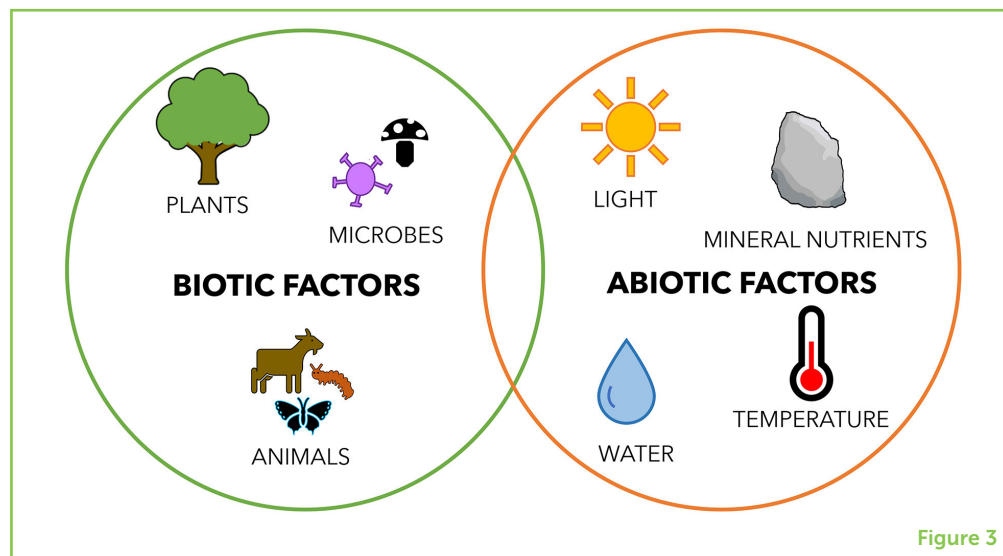 PLANTS
MICROBES
BIOTIC FACTORS
ANIMALS
LIGHT
MINERAL NUTRIENTS
ABIOTIC FACTORS
WATER
TEMPERATURE
Figure 3